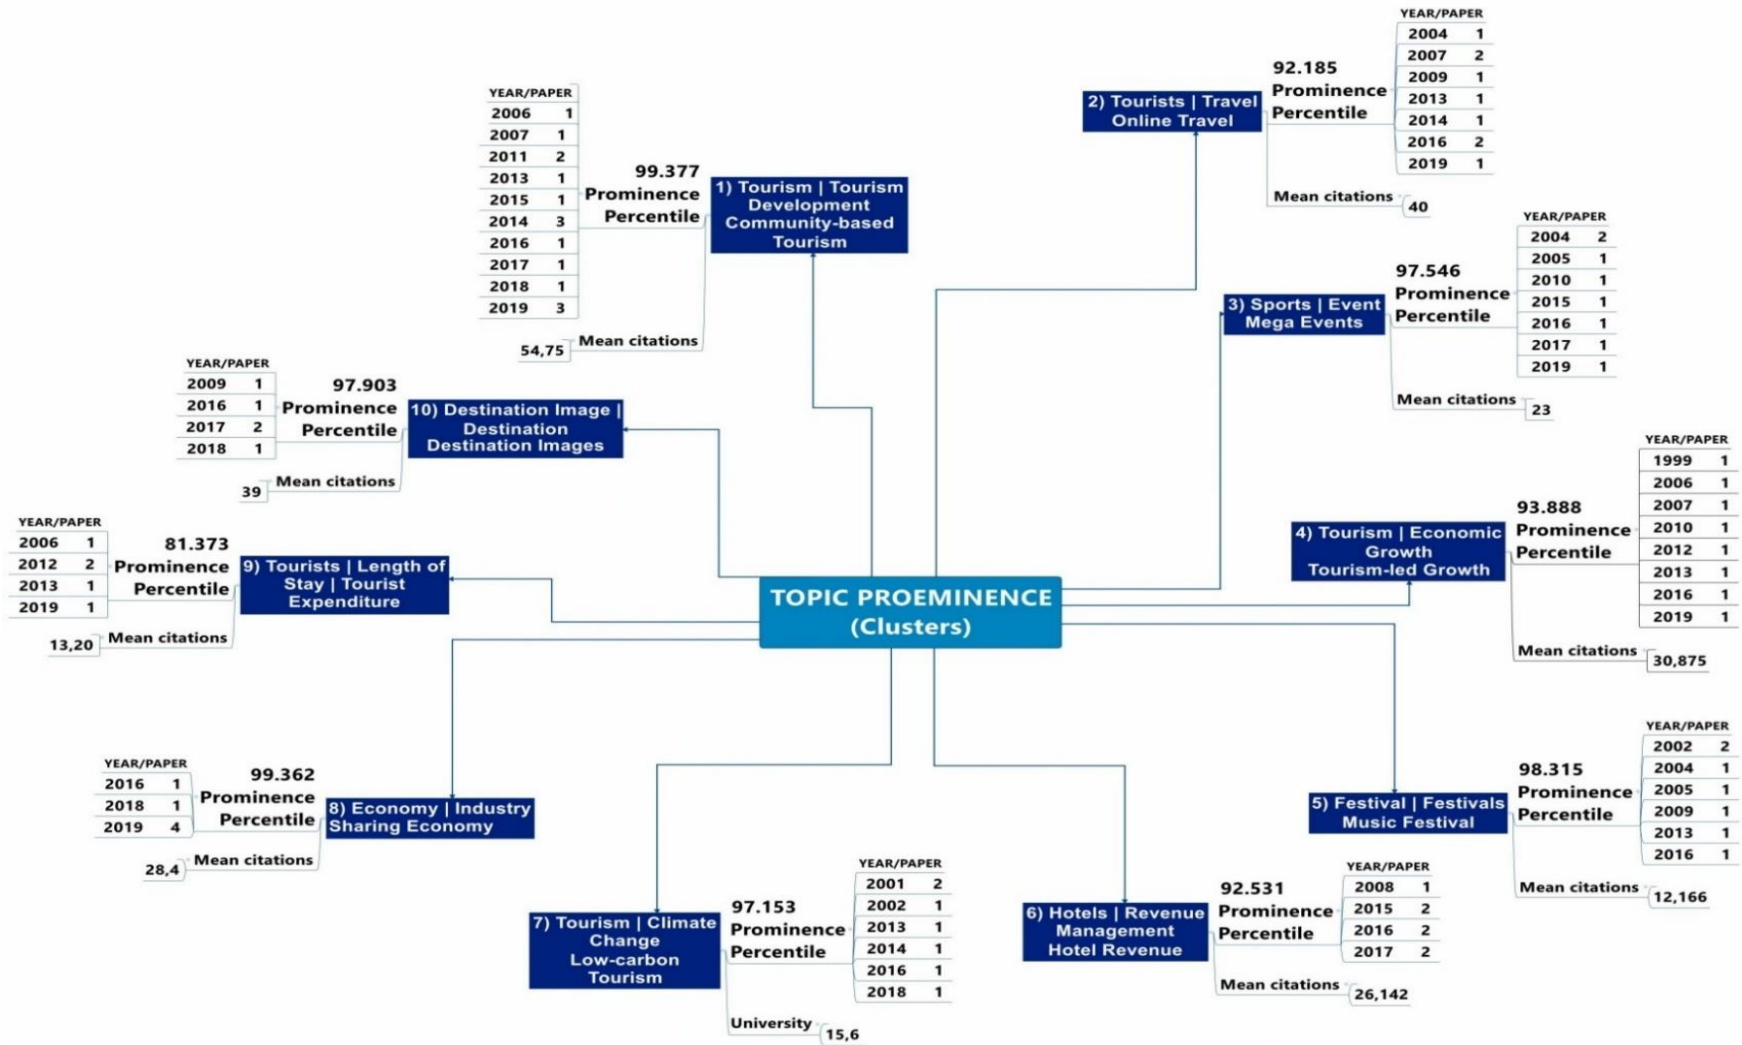 TOPIC PROEMINENCE
(Clusters)
1) Tourism | Tourism
Development
Community-based
Tourism
99.377
Prominence
Percentile
YEAR/PAPER
2006 1
2007 1
2011 2
2013 1
2015 1
2014 3
2016 1
2017 1
2018 1
2019 3
Mean citations
54,75
2) Tourists | Travel
Online Travel
92.185
Prominence
Percentile
YEAR/PAPER
2004 1
2007 2
2009 1
2013 1
2014 1
2016 2
2019 1
Mean citations
40
3) Sports | Event
Mega Events
97.546
Prominence
Percentile
YEAR/PAPER
2004 2
2005 1
2010 1
2015 1
2016 1
2017 1
2019 1
Mean citations
23
4) Tourism | Economic
Growth
Tourism-led Growth
93.888
Prominence
Percentile
YEAR/PAPER
1999 1
2006 1
2007 1
2010 1
2012 1
2013 1
2016 1
2019 1
Mean citations
30,875
5) Festival | Festivals
Music Festival
98.315
Prominence
Percentile
YEAR/PAPER
2002 2
2004 1
2005 1
2009 1
2013 1
2016 1
Mean citations
12,166
6) Hotels | Revenue
Management
Hotel Revenue
92.531
Prominence
Percentile
YEAR/PAPER
2008 1
2015 2
2016 2
2017 2
Mean citations
26,142
7) Tourism | Climate
Change
Low-carbon
Tourism
97.153
Prominence
Percentile
YEAR/PAPER
2001 2
2002 1
2013 1
2014 1
2016 1
2018 1
University
15,6
8) Economy | Industry
Sharing Economy
99.362
Prominence
Percentile
YEAR/PAPER
2016 1
2018 1
2019 4
Mean citations
28,4
9) Tourists | Length of
Stay | Tourist
Expenditure
81.373
Prominence
Percentile
YEAR/PAPER
2006 1
2012 2
2013 1
2019 1
Mean citations
13,20
10) Destination Image |
Destination
Destination Images
97.903
Prominence
Percentile
YEAR/PAPER
2009 1
2016 1
2017 2
2018 1
Mean citations
39